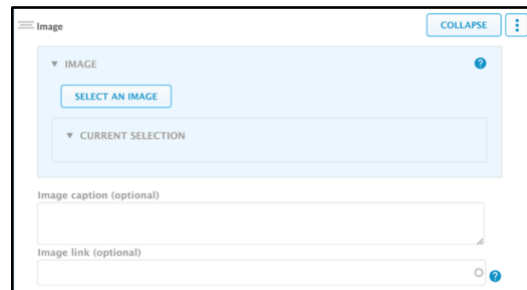 Image COLLAPSE
IMAGE ?
SELECT AN IMAGE
CURRENT SELECTION
Image caption (optional)
Image link (optional)
?